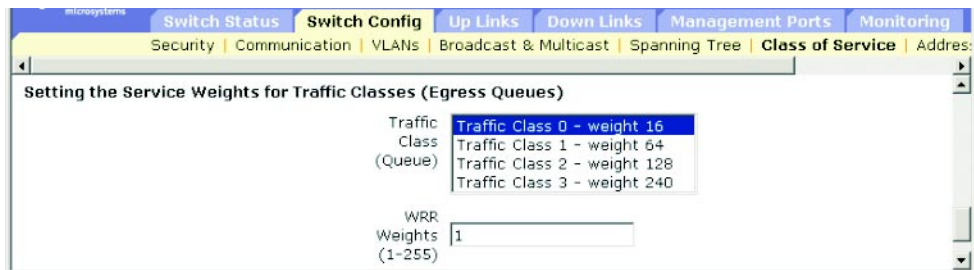 microsystems
Switch Status Switch Config Up Links Down Links Management Ports Monitoring
Security | Communication | VLANs | Broadcast & Multicast | Spanning Tree | Class of Service | Addres
Setting the Service Weights for Traffic Classes (Egress Queues)
Traffic Class (Queue)
Traffic Class 0 - weight 16
Traffic Class 1 - weight 64
Traffic Class 2 - weight 128
Traffic Class 3 - weight 240
WRR Weights (1-255)
1